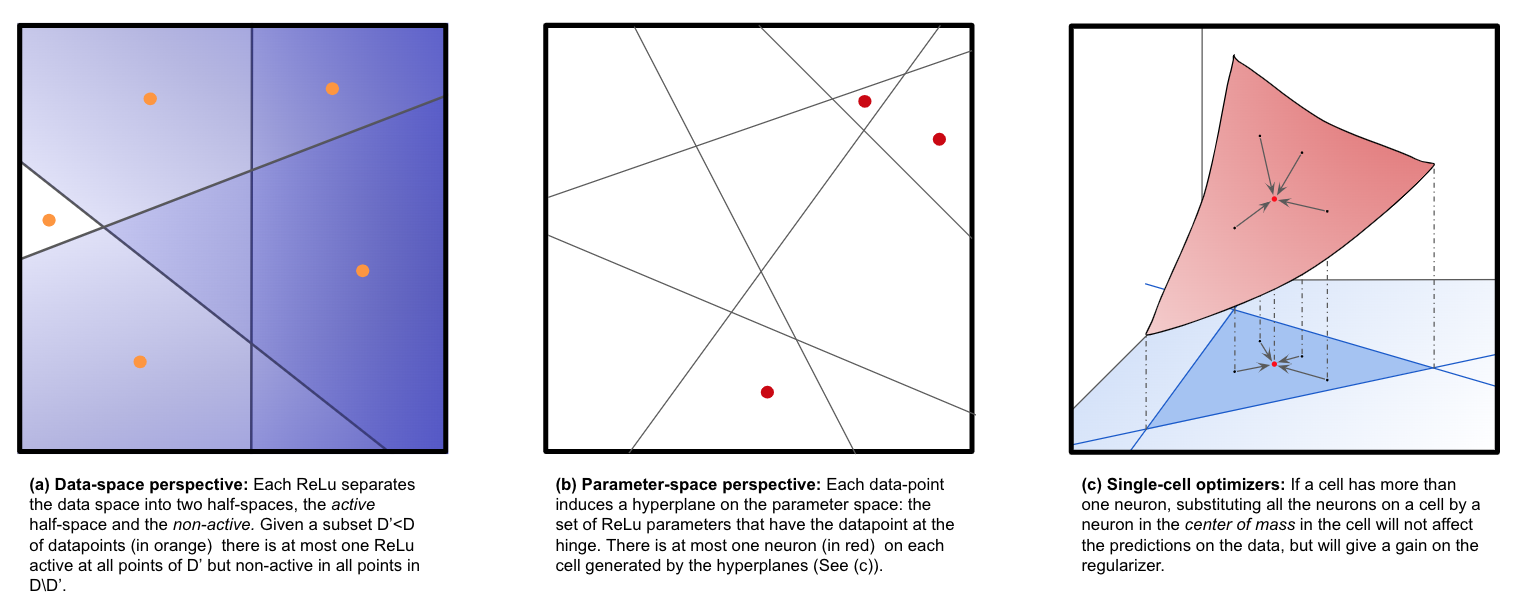 (a) Data-space perspective: Each ReLu separates
the data space into two half-spaces, the active
half-space and the non-active. Given a subset D'<D
of datapoints (in orange) there is at most one ReLu
active at all points of D' but non-active in all points in
D\D'.
(b) Parameter-space perspective: Each data-point
induces a hyperplane on the parameter space: the
set of ReLu parameters that have the datapoint at the
hinge. There is at most one neuron (in red) on each
cell generated by the hyperplanes (See (c)).
(c) Single-cell optimizers: If a cell has more than
one neuron, substituting all the neurons on a cell by a
neuron in the center of mass in the cell will not affect
the predictions on the data, but will give a gain on the
regularizer.